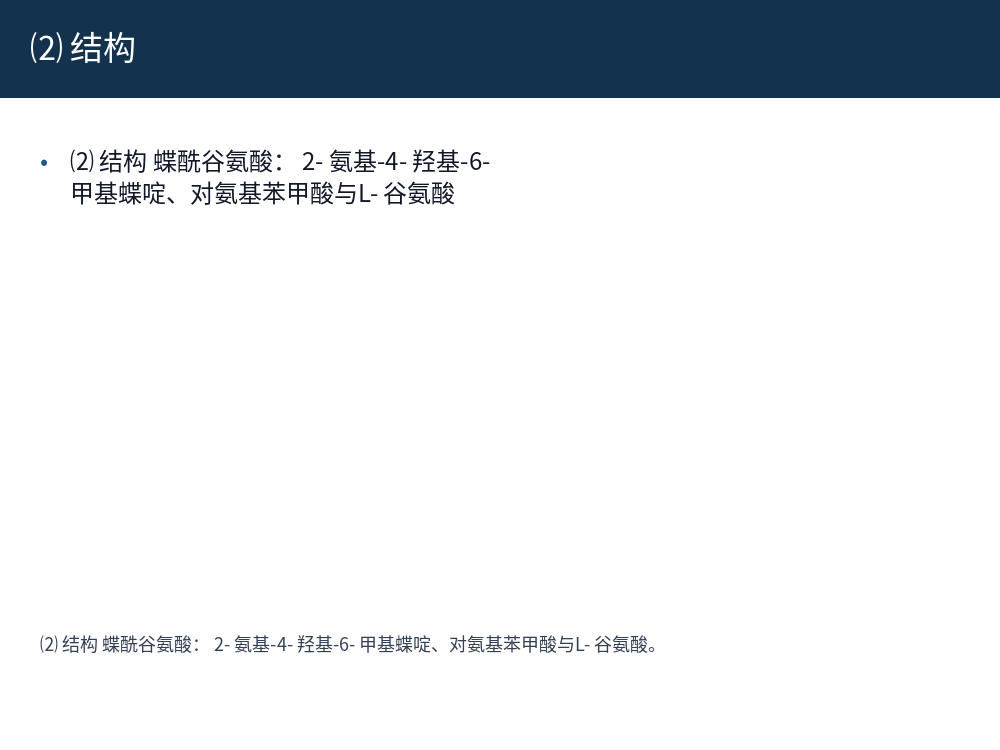 ⑵ 结构
• ⑵ 结构 蝶酰谷氨酸： 2- 氨基-4- 羟基-6-
甲基蝶啶、对氨基苯甲酸与L- 谷氨酸
⑵ 结构 蝶酰谷氨酸： 2- 氨基-4- 羟基-6- 甲基蝶啶、对氨基苯甲酸与L- 谷氨酸。